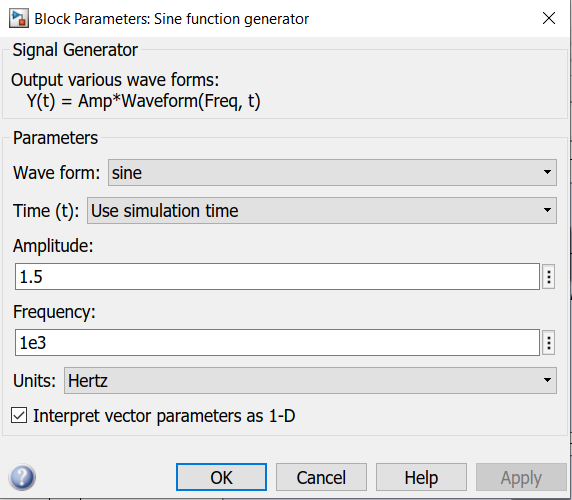 Block Parameters: Sine function generator
Signal Generator
Output various wave forms:
Y(t) = Amp*Waveform(Freq, t)
Parameters
Wave form: sine
Time (t): Use simulation time
Amplitude:
1.5
Frequency:
1e3
Units: Hertz
Interpret vector parameters as 1-D
OK Cancel Help Apply